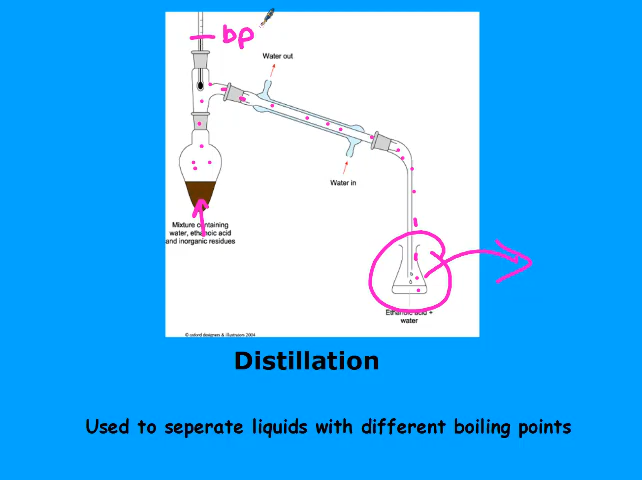 bp
Water out
Water in
Mixture containing
water, ethanoic acid
and inorganic residues
Ethanoic acid +
water
© oxford designers & illustrators 2004
Distillation
Used to seperate liquids with different boiling points